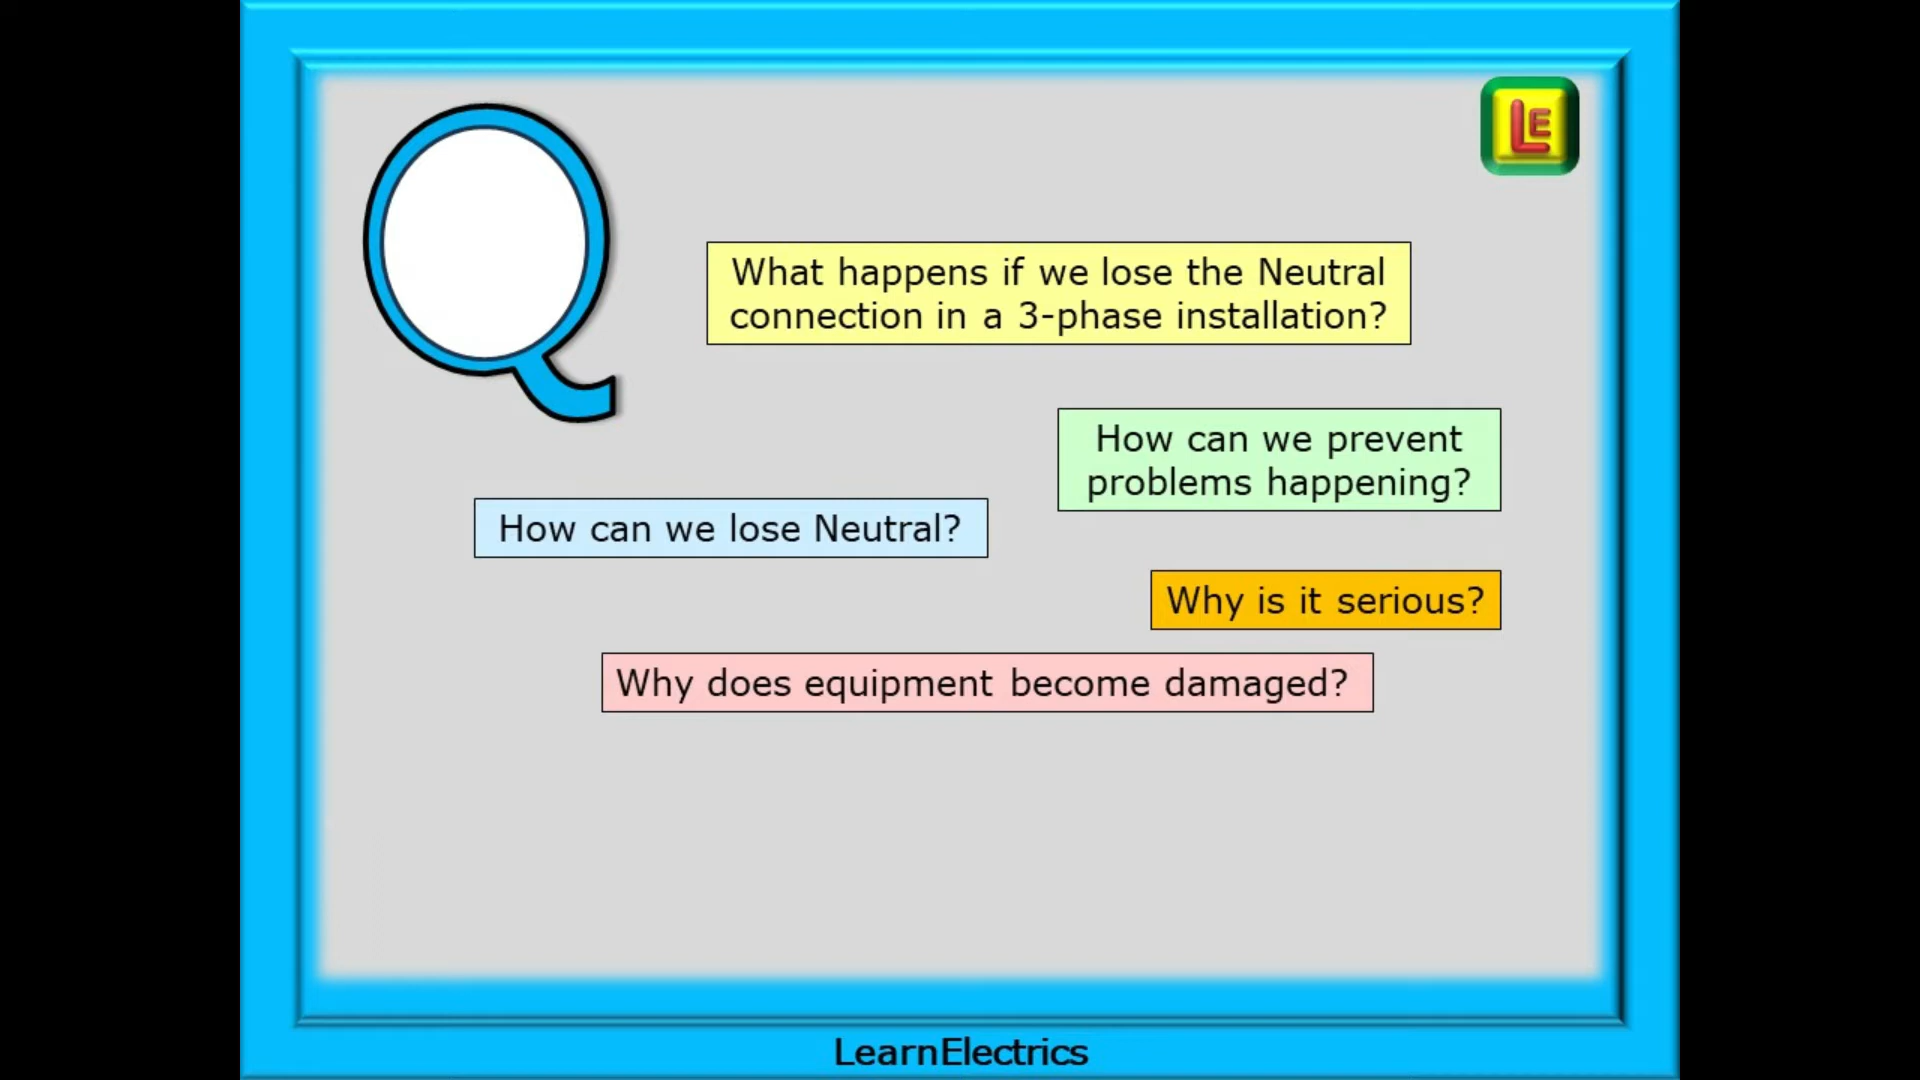 Q
LE
What happens if we lose the Neutral
connection in a 3-phase installation?
How can we prevent
problems happening?
How can we lose Neutral?
Why is it serious?
Why does equipment become damaged?
LearnElectrics